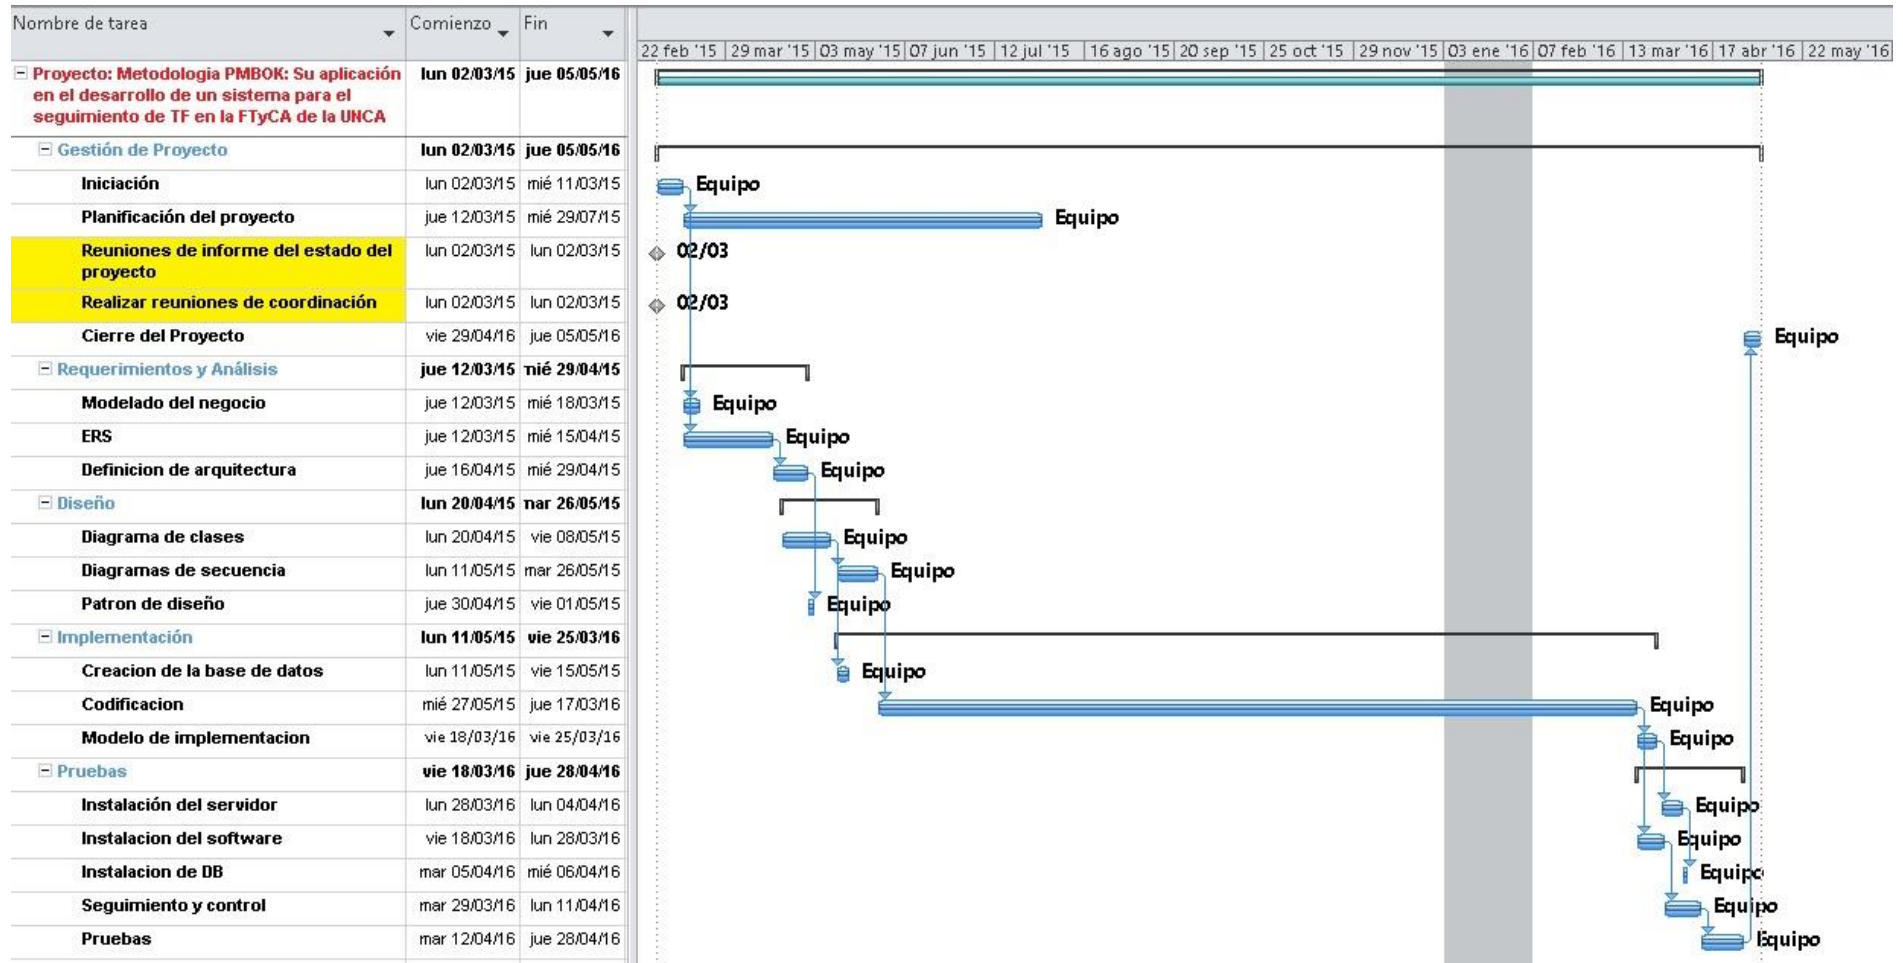 Nombre de tarea Comienzo Fin
22 feb '15 29 mar '15 03 may '15 07 jun '15 12 jul '15 16 ago '15 20 sep '15 25 oct '15 29 nov '15 03 ene '16 07 feb '16 13 mar '16 17 abr '16 22 may '16
Proyecto: Metodologia PMBOK: Su aplicación lun 02/03/15 jue 05/05/16
en el desarrollo de un sistema para el
seguimiento de TF en la FTyCA de la UNCA
Gestión de Proyecto lun 02/03/15 jue 05/05/16
Iniciación lun 02/03/15 mié 11/03/15 Equipo
Planificación del proyecto jue 12/03/15 mié 29/07/15 Equipo
Reuniones de informe del estado del lun 02/03/15 lun 02/03/15 02/03
proyecto
Realizar reuniones de coordinación lun 02/03/15 lun 02/03/15 02/03
Cierre del Proyecto vie 29/04/16 jue 05/05/16 Equipo
Requerimientos y Análisis jue 12/03/15 mié 29/04/15
Modelado del negocio jue 12/03/15 mié 18/03/15 Equipo
ERS jue 12/03/15 mié 15/04/15 Equipo
Definicion de arquitectura jue 16/04/15 mié 29/04/15 Equipo
Diseño lun 20/04/15 mar 26/05/15
Diagrama de clases lun 20/04/15 vie 08/05/15 Equipo
Diagramas de secuencia lun 11/05/15 mar 26/05/15 Equipo
Patron de diseño jue 30/04/15 vie 01/05/15 Equipo
Implementación lun 11/05/15 vie 25/03/16
Creacion de la base de datos lun 11/05/15 vie 15/05/15 Equipo
Codificacion mié 27/05/15 jue 17/03/16 Equipo
Modelo de implementacion vie 18/03/16 vie 25/03/16 Equipo
Pruebas vie 18/03/16 jue 28/04/16
Instalación del servidor lun 28/03/16 lun 04/04/16 Equipo
Instalacion del software vie 18/03/16 lun 28/03/16 Equipo
Instalacion de DB mar 05/04/16 mié 06/04/16 Equipo
Seguimiento y control mar 29/03/16 lun 11/04/16 Equipo
Pruebas mar 12/04/16 jue 28/04/16 Equipo